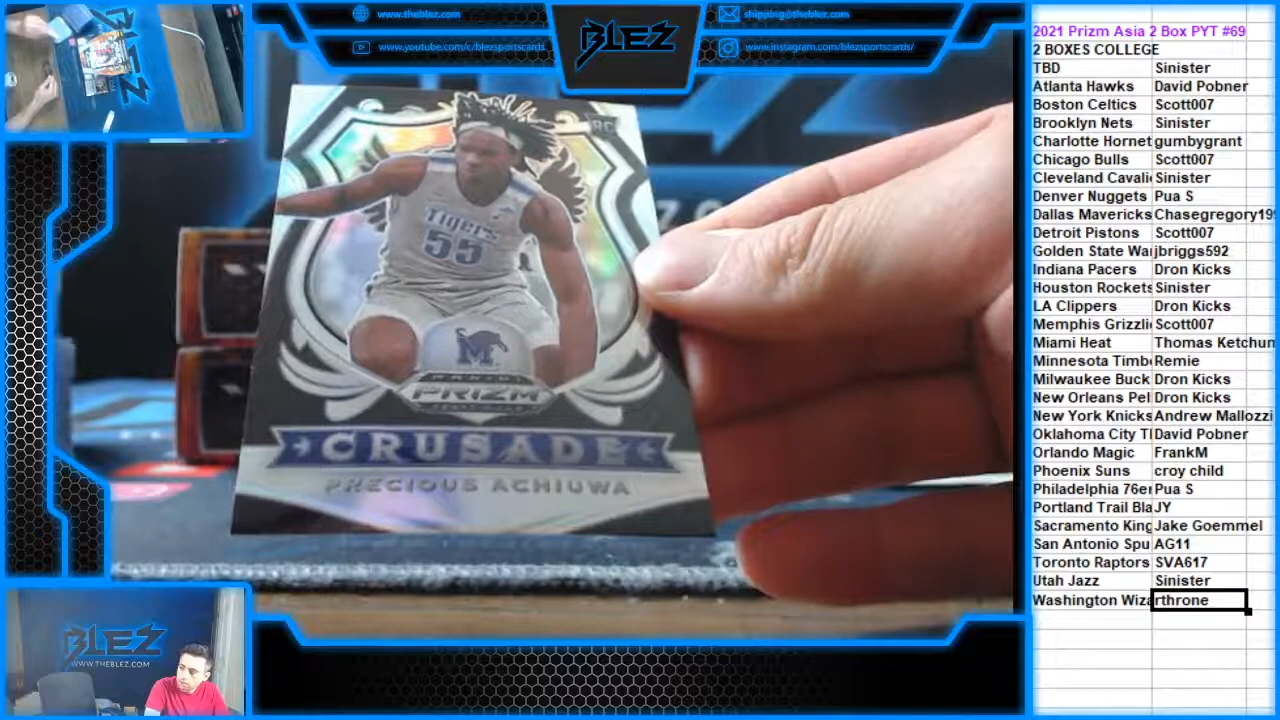 www.theblez.com
shipping@theblez.com
www.youtube.com/c/blezsportscards
www.instagram.com/blezsportscards/
BLEZ
RC
Tigers
55
M
PANINI
PRIZM
CRUSADE
PRECIOUS ACHIUWA
BLEZ
WWW.THEBLEZ.COM
2021 Prizm Asia 2 Box PYT #69
2 BOXES COLLEGE
TBD Sinister
Atlanta Hawks David Pobner
Boston Celtics Scott007
Brooklyn Nets Sinister
Charlotte Hornet gumbygrant
Chicago Bulls Scott007
Cleveland Cavali Sinister
Denver Nuggets Pua S
Dallas Mavericks Chasegregory19
Detroit Pistons Scott007
Golden State Wa jbriggs592
Indiana Pacers Dron Kicks
Houston Rockets Sinister
LA Clippers Dron Kicks
Memphis Grizzli Scott007
Miami Heat Thomas Ketchun
Minnesota Timb Remie
Milwaukee Buck Dron Kicks
New Orleans Pel Dron Kicks
New York Knicks Andrew Mallozzi
Oklahoma City T David Pobner
Orlando Magic FrankM
Phoenix Suns croy child
Philadelphia 76e Pua S
Portland Trail Bla JY
Sacramento King Jake Goemmel
San Antonio Spu AG11
Toronto Raptors SVA617
Utah Jazz Sinister
Washington Wiza rthrone